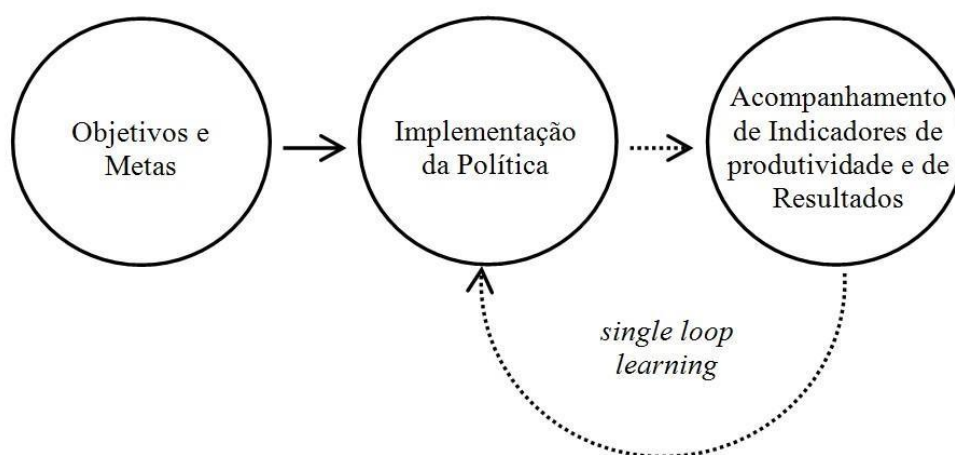 Objetivos e
Metas
Implementação
da Política
Acompanhamento
de Indicadores de
produtividade e de
Resultados
single loop
learning